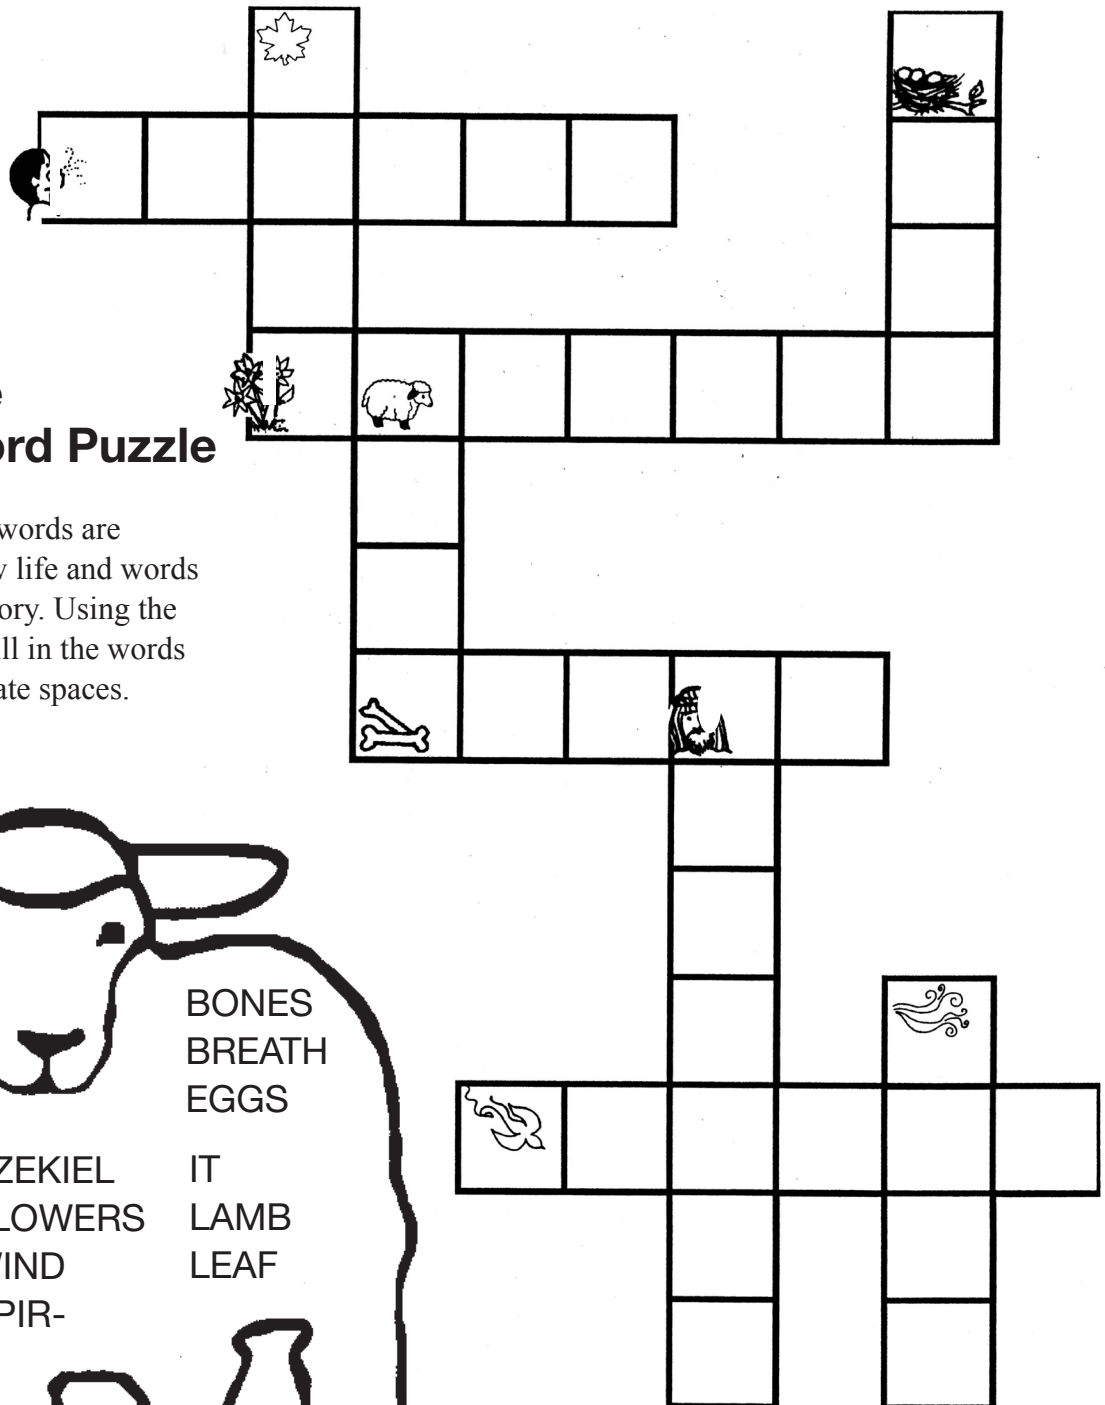 ord Puzzle
words are
y life and words
ory. Using the
ll in the words
ate spaces.
BONES
BREATH
EGGS
ZEKIEL
LOWERS
IND
PIR-
IT
LAMB
LEAF